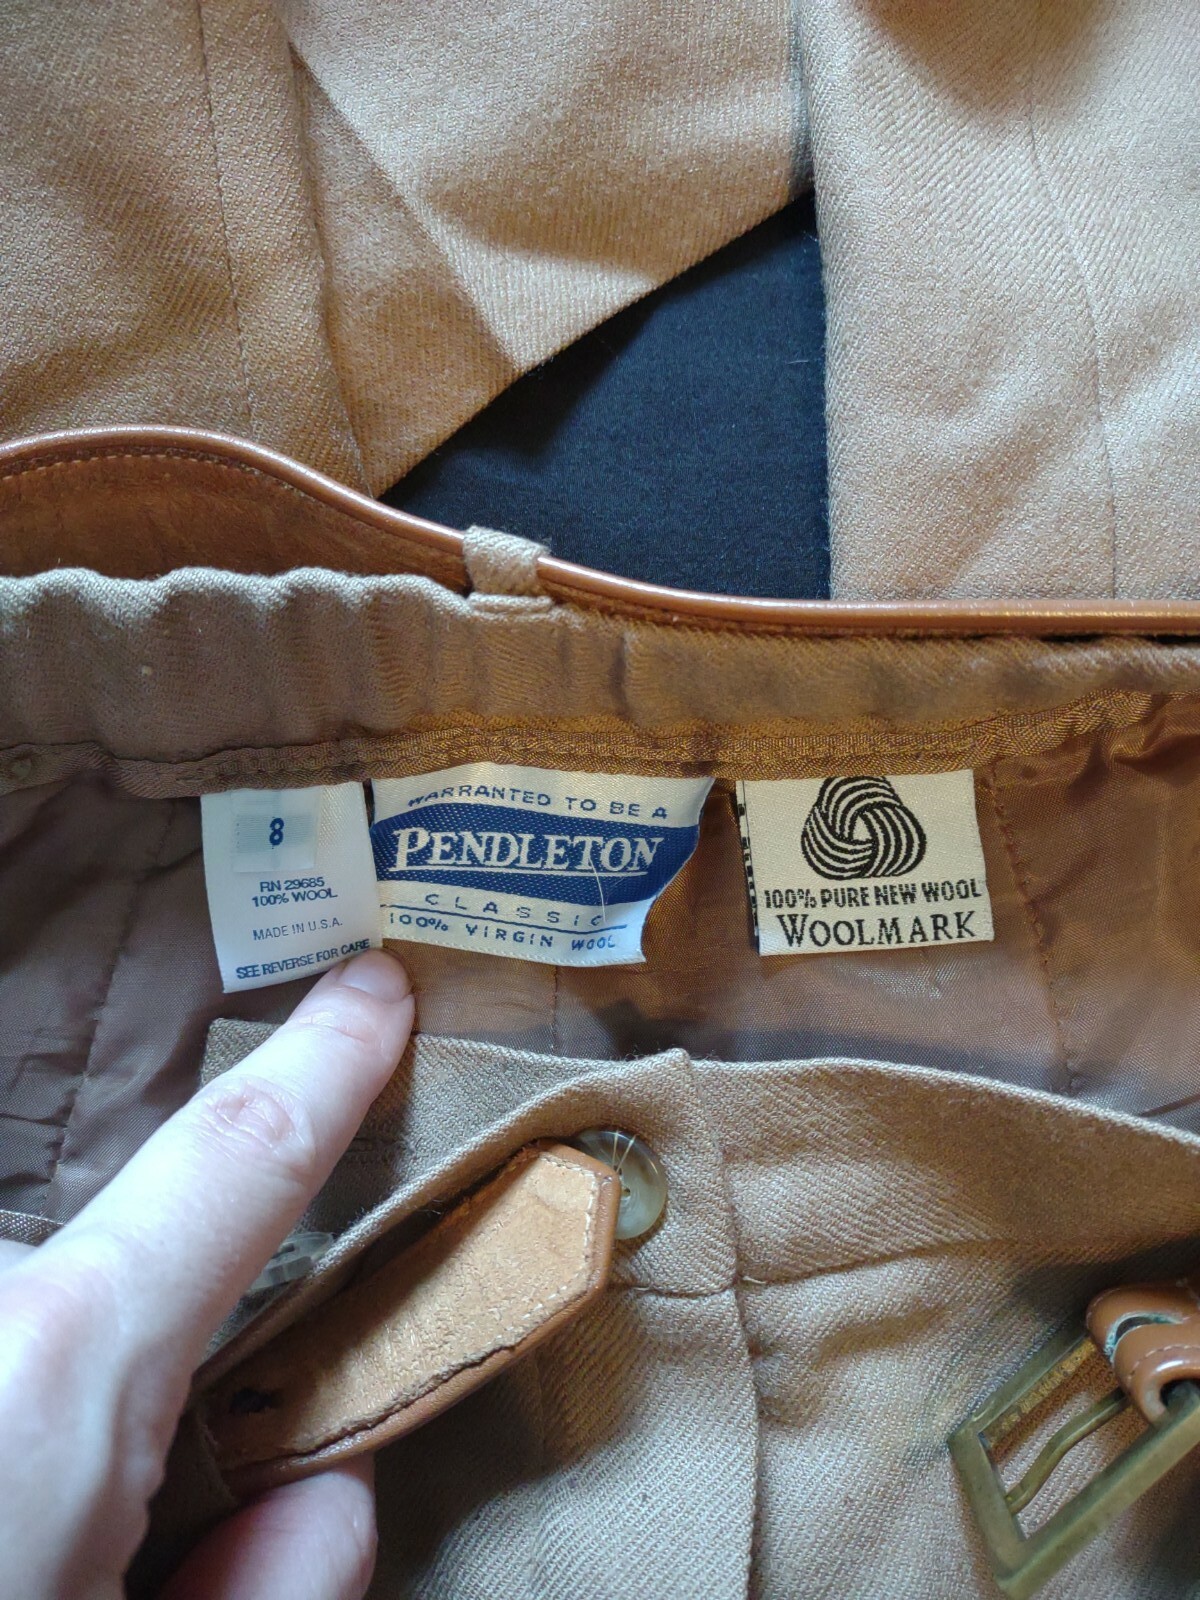 8
RN 29685
100% WOOL
MADE IN U.S.A.
SEE REVERSE FOR CARE
WARRANTED TO BE A
PENDLETON
CLASSIC
100% VIRGIN WOOL
100% PURE NEW WOOL
WOOLMARK